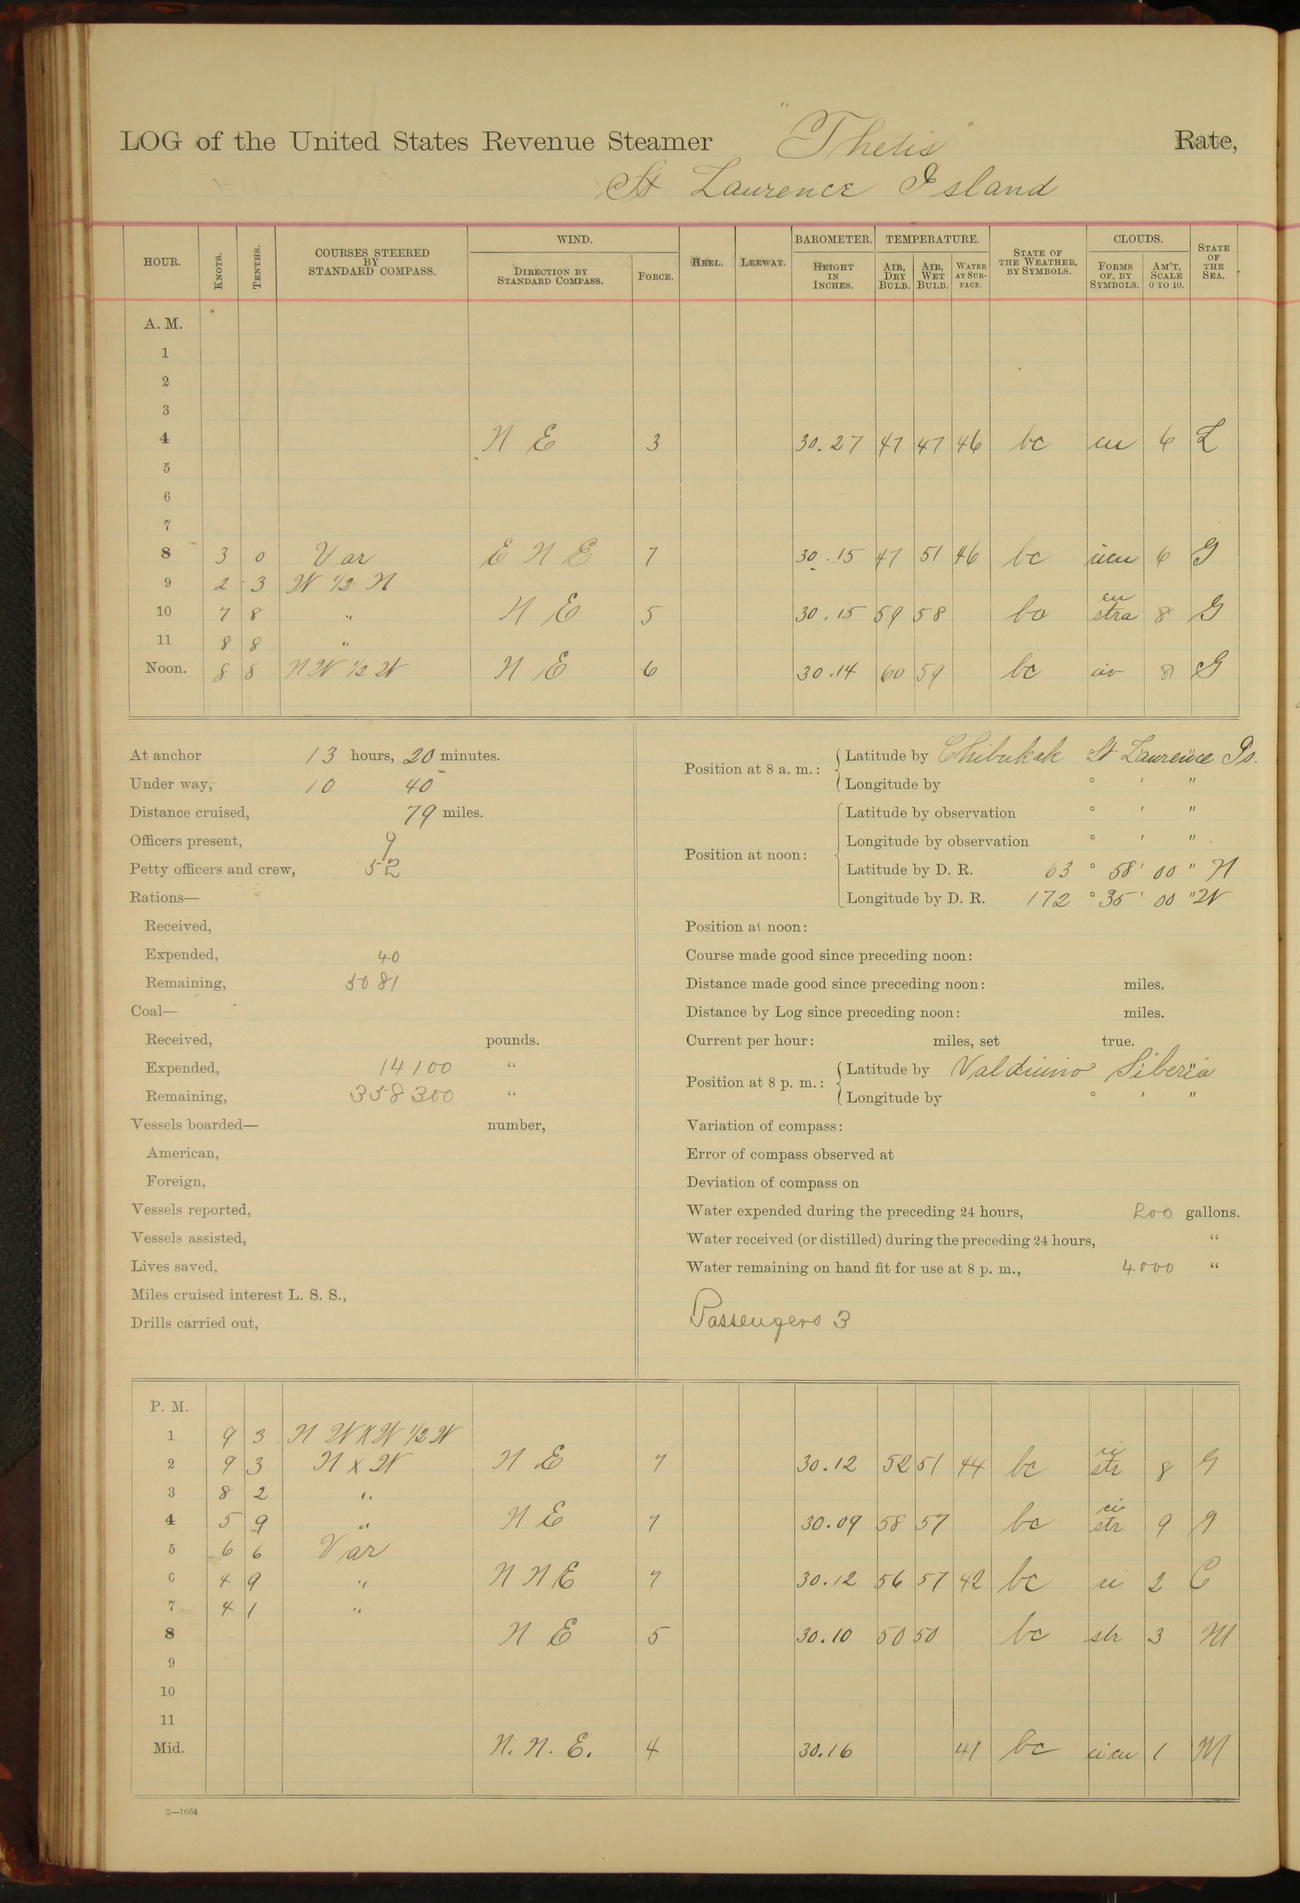 LOG of the United States Revenue Steamer "Thetis" Rate,
St Laurence Island
HOUR. KNOTS. TENTHS. COURSES STEERED BY STANDARD COMPASS. WIND. DIRECTION BY STANDARD COMPASS. FORCE. HEEL. LEEWAY. BAROMETER. HEIGHT IN INCHES. TEMPERATURE. AIR, DRY BULB. AIR, WET BULB. WATER AT SURFACE. STATE OF THE WEATHER, BY SYMBOLS. CLOUDS. FORMS OF, BY SYMBOLS. AM'T, SCALE 0 TO 10. STATE OF THE SEA.
A. M.
1
2
3
4 N E 3 30.27 47 47 46 bc cu 6 L
5
6
7
8 3 0 Var E N E 7 30.15 47 51 46 bc cicu 6 G
9 2 3 W 1/2 N
10 7 8 " N E 5 30.15 59 58 bc cu stra 8 G
11 8 8 "
Noon. 8 8 NW 1/2 W N E 6 30.14 60 59 bc 8 G
At anchor 13 hours, 20 minutes.
Under way, 10 40
Distance cruised, 79 miles.
Officers present, 9
Petty officers and crew, 52
Rations—
Received,
Expended, 40
Remaining, 5081
Coal—
Received, pounds.
Expended, 14100 "
Remaining, 358300 "
Vessels boarded— number,
American,
Foreign,
Vessels reported,
Vessels assisted,
Lives saved,
Miles cruised interest L. S. S.,
Drills carried out,
Position at 8 a. m.: Latitude by Chibukak St Laurence Is.
Longitude by ° ' "
Position at noon: Latitude by observation ° ' "
Longitude by observation ° ' "
Latitude by D. R. 63 ° 58 ' 00 " N
Longitude by D. R. 172 ° 35 ' 00 " W
Position at noon:
Course made good since preceding noon:
Distance made good since preceding noon: miles.
Distance by Log since preceding noon: miles.
Current per hour: miles, set true.
Position at 8 p. m.: Latitude by Siberia
Longitude by ° ' "
Variation of compass:
Error of compass observed at
Deviation of compass on
Water expended during the preceding 24 hours, 200 gallons.
Water received (or distilled) during the preceding 24 hours, "
Water remaining on hand fit for use at 8 p. m., 4000 "
Passengers 3
P. M.
1 9 3 N W X W 1/2 W
2 9 3 N x W N E 7 30.12 52 51 44 bc ci str 8 G
3 8 2 "
4 5 9 " N E 7 30.09 58 57 bc ci str 9 G
5 6 6 Var
6 4 9 " N N E 7 30.12 56 57 42 bc ci 2 C
7 4 1 "
8 N E 5 30.10 50 50 bc str 3 M
9
10
11
Mid. N. N. E. 4 30.16 41 bc cicu 1 M
2—1664